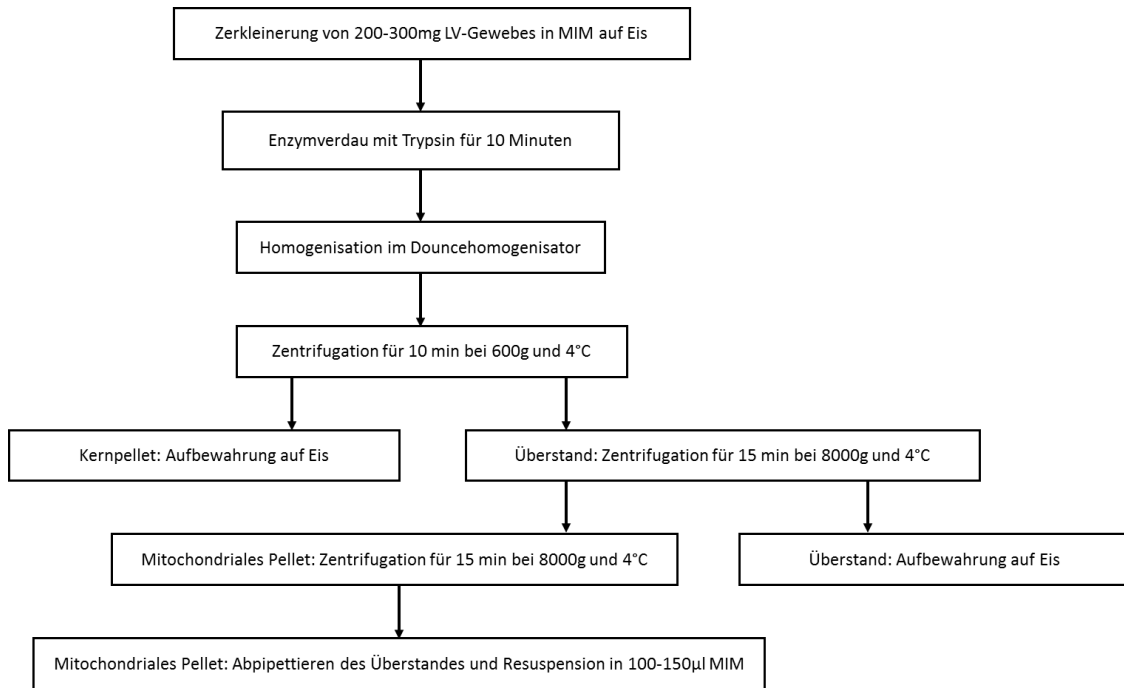 Zerkleinerung von 200-300mg LV-Gewebes in MIM auf Eis
Enzymverdau mit Trypsin für 10 Minuten
Homogenisation im Douncehomogenisator
Zentrifugation für 10 min bei 600g und 4°C
Kernpellet: Aufbewahrung auf Eis
Überstand: Zentrifugation für 15 min bei 8000g und 4°C
Mitochondriales Pellet: Zentrifugation für 15 min bei 8000g und 4°C
Überstand: Aufbewahrung auf Eis
Mitochondriales Pellet: Abpipettieren des Überstandes und Resuspension in 100-150µl MIM